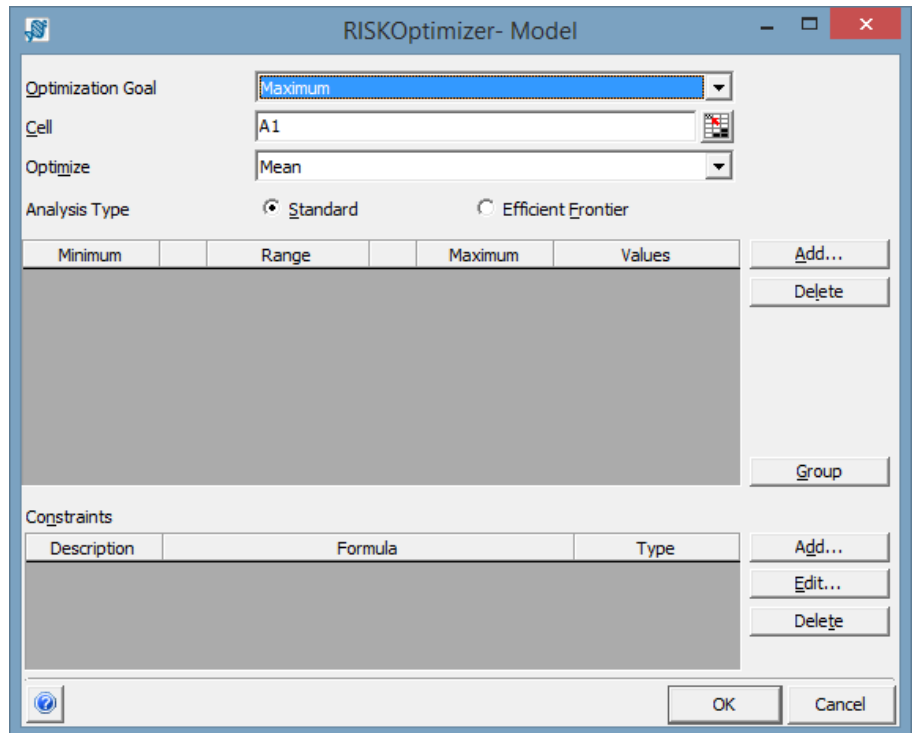 RISKOptimizer- Model
Optimization Goal Maximum
Cell A1
Optimize Mean
Analysis Type Standard Efficient Frontier
Minimum Range Maximum Values Add...
Delete
Group
Constraints
Description Formula Type Add...
Edit...
Delete
OK Cancel